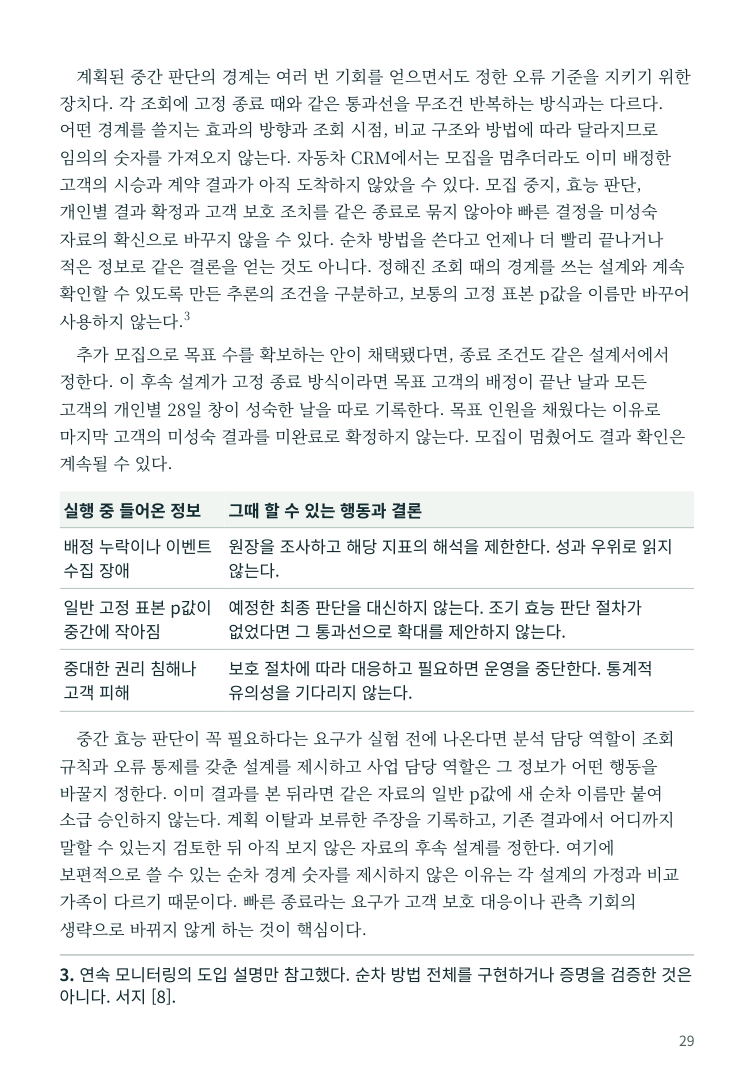 계획된 중간 판단의 경계는 여러 번 기회를 얻으면서도 정한 오류 기준을 지키기 위한
장치다. 각 조회에 고정 종료 때와 같은 통과선을 무조건 반복하는 방식과는 다르다.
어떤 경계를 쓸지는 효과의 방향과 조회 시점, 비교 구조와 방법에 따라 달라지므로
임의의 숫자를 가져오지 않는다. 자동차 CRM에서는 모집을 멈추더라도 이미 배정한
고객의 시승과 계약 결과가 아직 도착하지 않았을 수 있다. 모집 중지, 효능 판단,
개인별 결과 확정과 고객 보호 조치를 같은 종료로 묶지 않아야 빠른 결정을 미성숙
자료의 확신으로 바꾸지 않을 수 있다. 순차 방법을 쓴다고 언제나 더 빨리 끝나거나
적은 정보로 같은 결론을 얻는 것도 아니다. 정해진 조회 때의 경계를 쓰는 설계와 계속
확인할 수 있도록 만든 추론의 조건을 구분하고, 보통의 고정 표본 p값을 이름만 바꾸어
사용하지 않는다.3
추가 모집으로 목표 수를 확보하는 안이 채택됐다면, 종료 조건도 같은 설계서에서
정한다. 이 후속 설계가 고정 종료 방식이라면 목표 고객의 배정이 끝난 날과 모든
고객의 개인별 28일 창이 성숙한 날을 따로 기록한다. 목표 인원을 채웠다는 이유로
마지막 고객의 미성숙 결과를 미완료로 확정하지 않는다. 모집이 멈췄어도 결과 확인은
계속될 수 있다.
실행 중 들어온 정보 그때 할 수 있는 행동과 결론
배정 누락이나 이벤트 원장을 조사하고 해당 지표의 해석을 제한한다. 성과 우위로 읽지
수집 장애 않는다.
일반 고정 표본 p값이 예정한 최종 판단을 대신하지 않는다. 조기 효능 판단 절차가
중간에 작아짐 없었다면 그 통과선으로 확대를 제안하지 않는다.
중대한 권리 침해나 보호 절차에 따라 대응하고 필요하면 운영을 중단한다. 통계적
고객 피해 유의성을 기다리지 않는다.
중간 효능 판단이 꼭 필요하다는 요구가 실험 전에 나온다면 분석 담당 역할이 조회
규칙과 오류 통제를 갖춘 설계를 제시하고 사업 담당 역할은 그 정보가 어떤 행동을
바꿀지 정한다. 이미 결과를 본 뒤라면 같은 자료의 일반 p값에 새 순차 이름만 붙여
소급 승인하지 않는다. 계획 이탈과 보류한 주장을 기록하고, 기존 결과에서 어디까지
말할 수 있는지 검토한 뒤 아직 보지 않은 자료의 후속 설계를 정한다. 여기에
보편적으로 쓸 수 있는 순차 경계 숫자를 제시하지 않은 이유는 각 설계의 가정과 비교
가족이 다르기 때문이다. 빠른 종료라는 요구가 고객 보호 대응이나 관측 기회의
생략으로 바뀌지 않게 하는 것이 핵심이다.
3. 연속 모니터링의 도입 설명만 참고했다. 순차 방법 전체를 구현하거나 증명을 검증한 것은
아니다. 서지 [8].
29